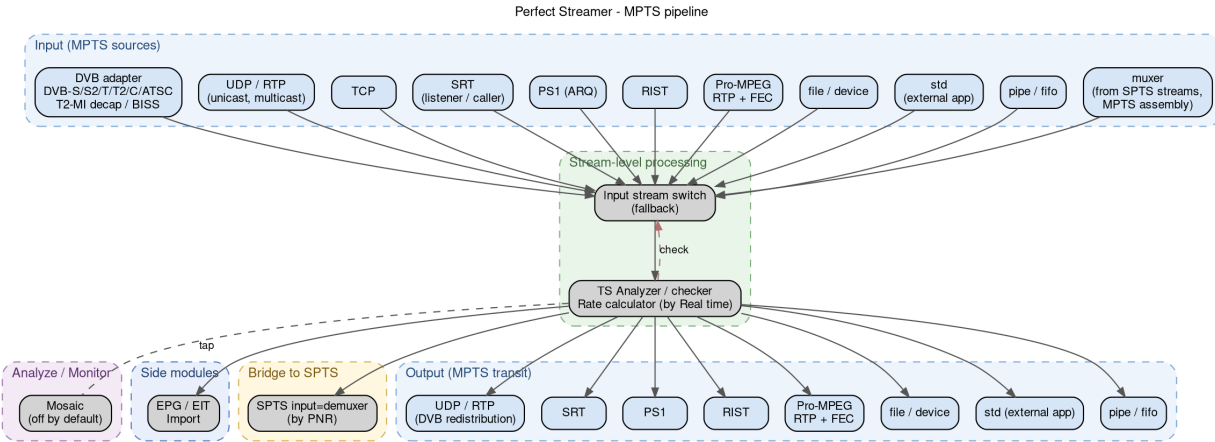 Perfect Streamer - MPTS pipeline
Input (MPTS sources)
DVB adapter
DVB-S/S2/T/T2/C/ATSC
T2-MI decap / BISS
UDP / RTP
(unicast, multicast)
TCP
SRT
(listener / caller)
PS1 (ARQ)
RIST
Pro-MPEG
RTP + FEC
file / device
std
(external app)
pipe / fifo
muxer
(from SPTS streams,
MPTS assembly)
Stream-level processing
Input stream switch
(fallback)
check
TS Analyzer / checker
Rate calculator (by Real time)
tap
Analyze / Monitor
Mosaic
(off by default)
Side modules
EPG / EIT
Import
Bridge to SPTS
SPTS input=demuxer
(by PNR)
Output (MPTS transit)
UDP / RTP
(DVB redistribution)
SRT
PS1
RIST
Pro-MPEG
RTP + FEC
file / device
std (external app)
pipe / fifo